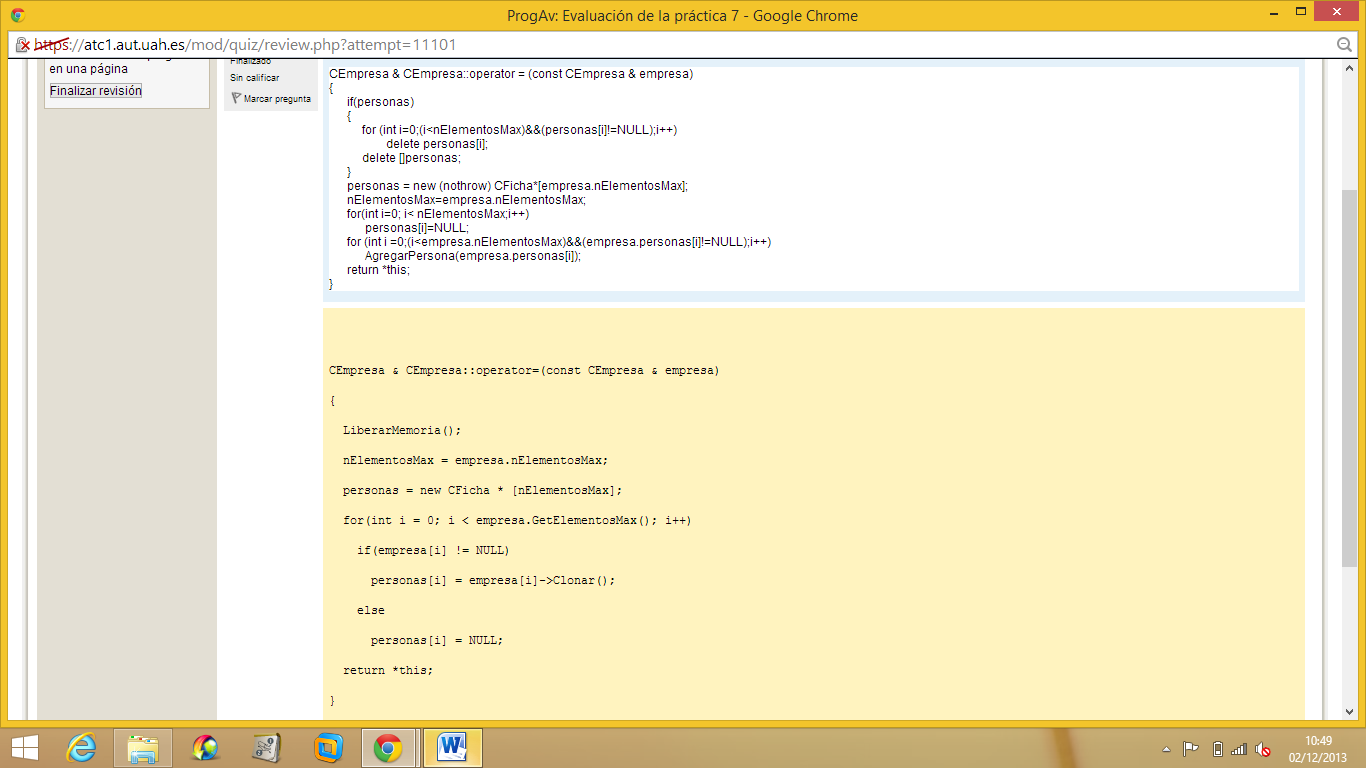 ProgAv: Evaluación de la práctica 7 - Google Chrome
https://atc1.aut.uah.es/mod/quiz/review.php?attempt=11101
en una página
Finalizar revisión
Finalizado
Sin calificar
Marcar pregunta
CEmpresa & CEmpresa::operator = (const CEmpresa & empresa)
{
if(personas)
{
for (int i=0;(i<nElementosMax)&&(personas[i]!=NULL);i++)
delete personas[i];
delete []personas;
}
personas = new (nothrow) CFicha*[empresa.nElementosMax];
nElementosMax=empresa.nElementosMax;
for(int i=0; i< nElementosMax;i++)
personas[i]=NULL;
for (int i =0;(i<empresa.nElementosMax)&&(empresa.personas[i]!=NULL);i++)
AgregarPersona(empresa.personas[i]);
return *this;
}
CEmpresa & CEmpresa::operator=(const CEmpresa & empresa)
{
LiberarMemoria();
nElementosMax = empresa.nElementosMax;
personas = new CFicha * [nElementosMax];
for(int i = 0; i < empresa.GetElementosMax(); i++)
if(empresa[i] != NULL)
personas[i] = empresa[i]->Clonar();
else
personas[i] = NULL;
return *this;
}
10:49
02/12/2013